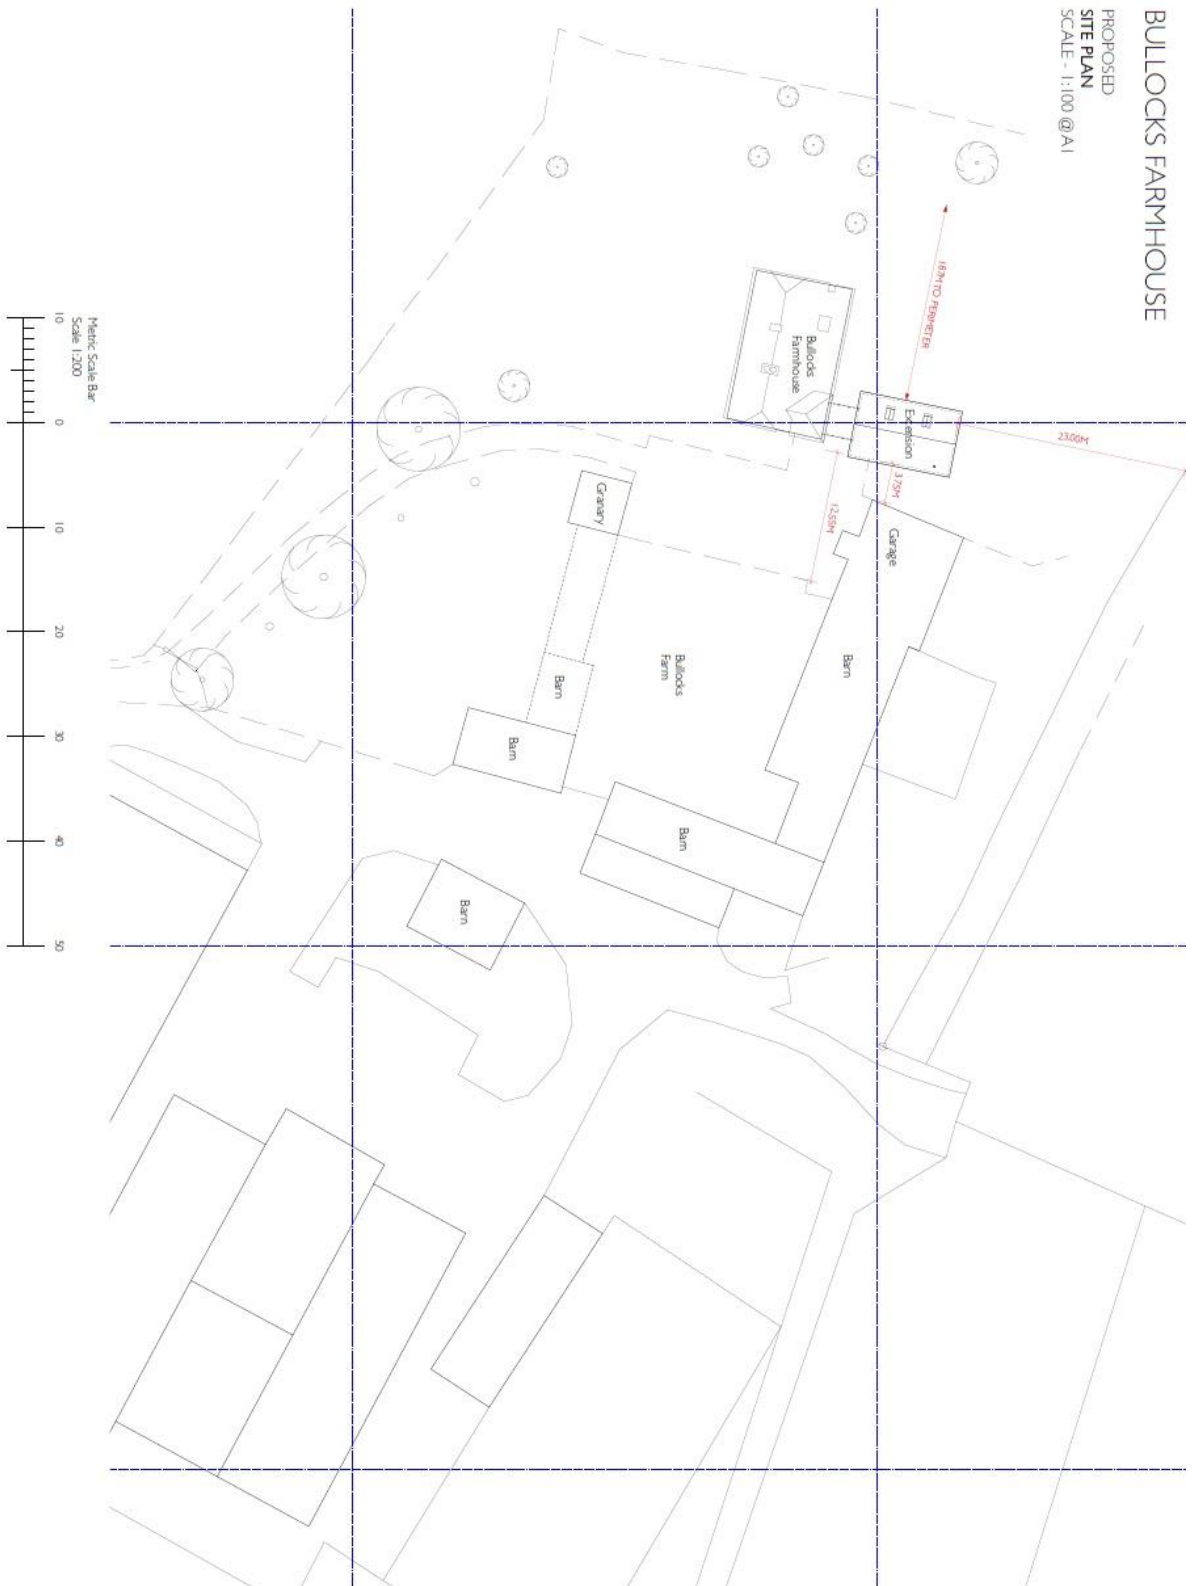 BULLOCKS FARMHOUSE
PROPOSED
SITE PLAN
SCALE - 1:100 @A1
18.7M TO PERIMETER
23.00M
Extension
3.75M
12.55M
Bullocks
Farmhouse
Garage
Granary
Barn
Bullocks
Farm
Barn
Barn
Barn
Barn
Metric Scale Bar
Scale 1:200
10
0
10
20
30
40
50